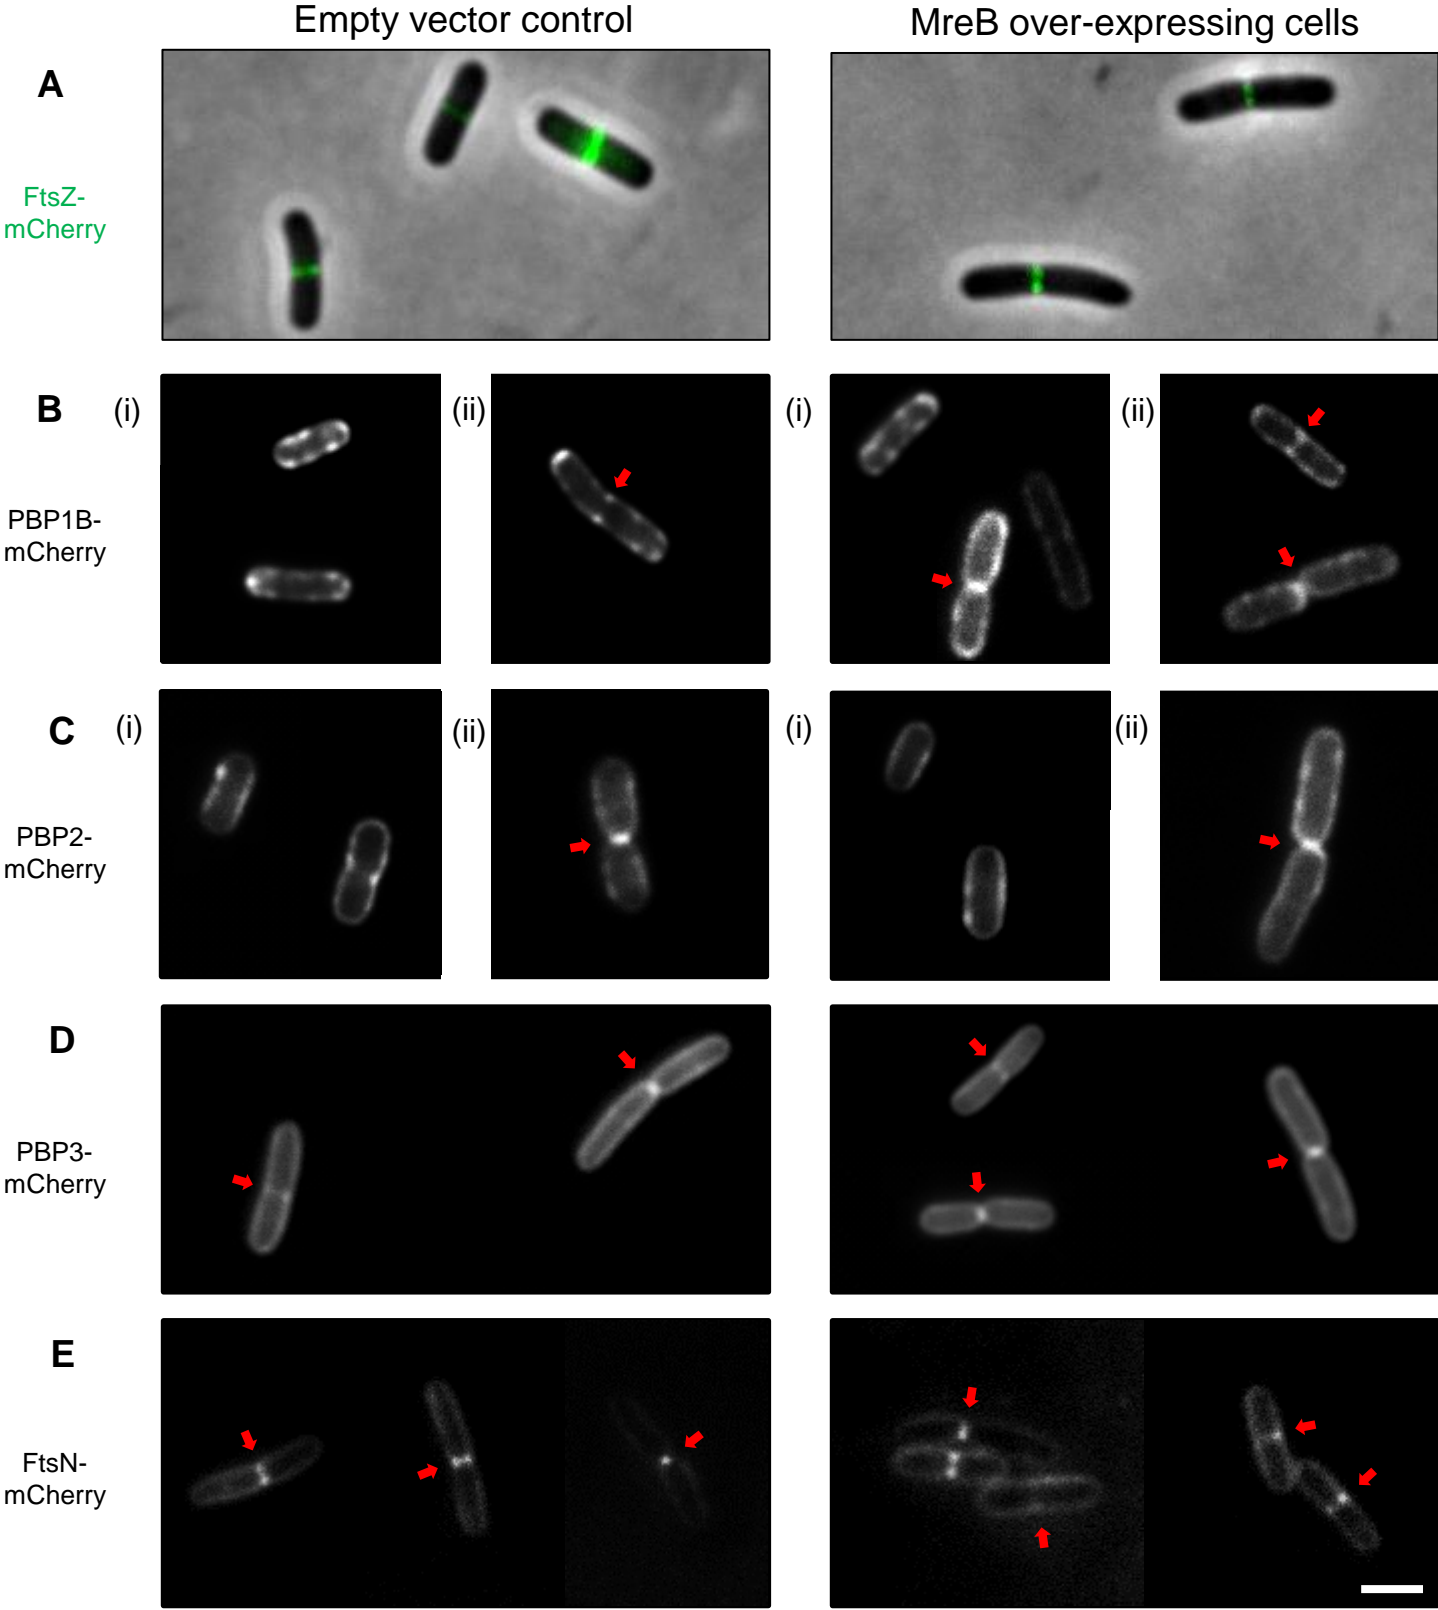 Empty vector control
MreB over-expressing cells
A
FtsZ-
mCherry
B
(i)
(ii)
(i)
(ii)
PBP1B-
mCherry
C
(i)
(ii)
(i)
(ii)
PBP2-
mCherry
D
PBP3-
mCherry
E
FtsN-
mCherry